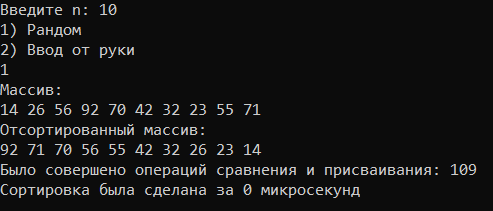 Введите n: 10
1) Рандом
2) Ввод от руки
1
Массив:
14 26 56 92 70 42 32 23 55 71
Отсортированный массив:
92 71 70 56 55 42 32 26 23 14
Было совершено операций сравнения и присваивания: 109
Сортировка была сделана за 0 микросекунд